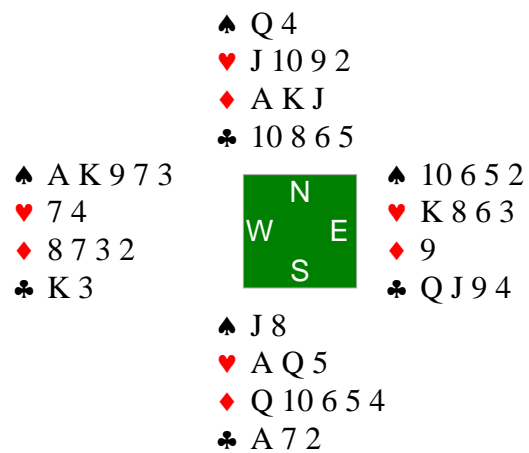 ♠ Q 4
♥ J 10 9 2
♦ A K J
♣ 10 8 6 5
♠ A K 9 7 3
♥ 7 4
♦ 8 7 3 2
♣ K 3
N
W E
S
♠ 10 6 5 2
♥ K 8 6 3
♦ 9
♣ Q J 9 4
♠ J 8
♥ A Q 5
♦ Q 10 6 5 4
♣ A 7 2